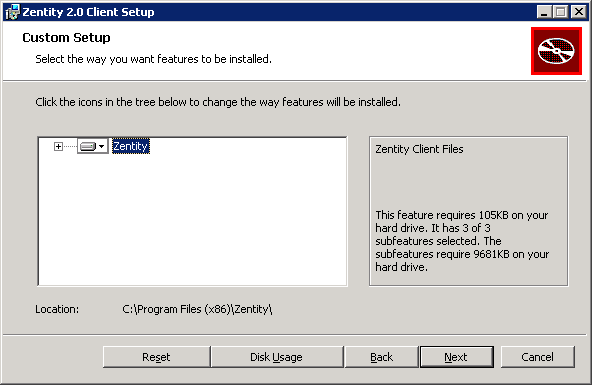 Zentity 2.0 Client Setup
Custom Setup
Select the way you want features to be installed.
Click the icons in the tree below to change the way features will be installed.
Zentity
Zentity Client Files
This feature requires 105KB on your
hard drive. It has 3 of 3
subfeatures selected. The
subfeatures require 9681KB on your
hard drive.
Location: C:\Program Files (x86)\Zentity\
Reset Disk Usage Back Next Cancel